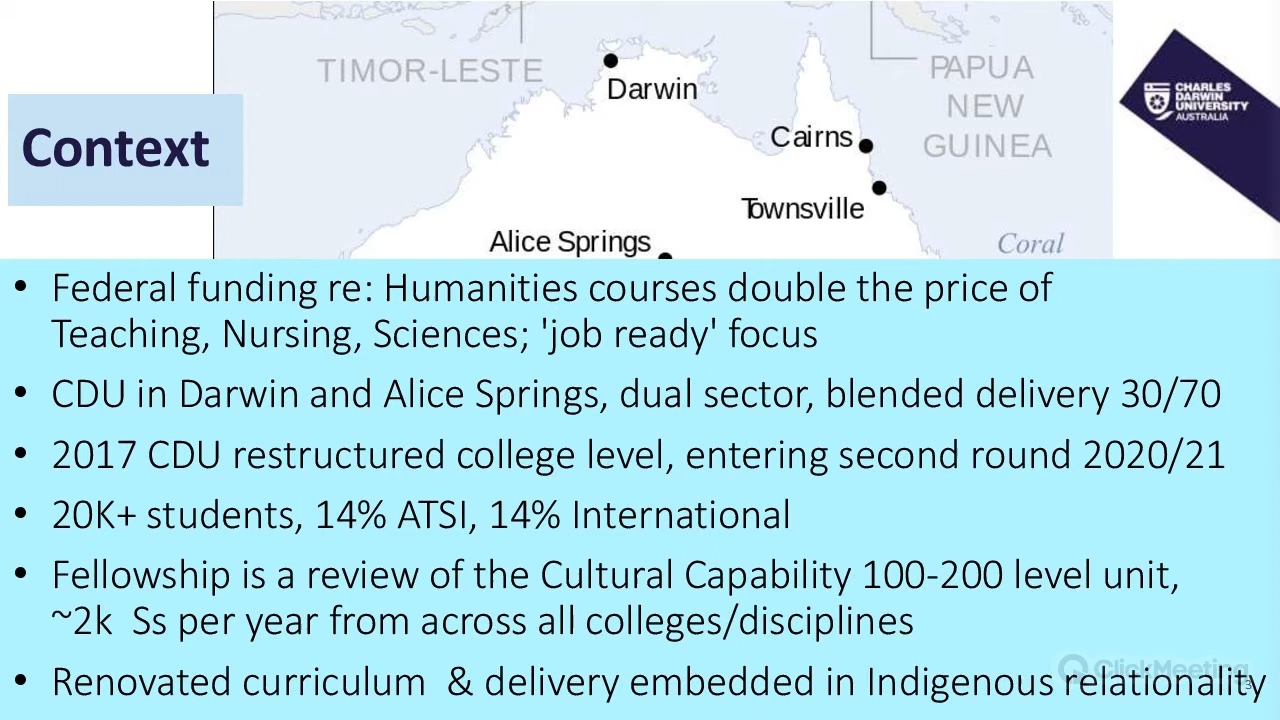 TIMOR-LESTE
Darwin
PAPUA
NEW
GUINEA
Cairns
Townsville
Alice Springs
Coral
CHARLES
DARWIN
UNIVERSITY
AUSTRALIA
Context
• Federal funding re: Humanities courses double the price of
Teaching, Nursing, Sciences; 'job ready' focus
• CDU in Darwin and Alice Springs, dual sector, blended delivery 30/70
• 2017 CDU restructured college level, entering second round 2020/21
• 20K+ students, 14% ATSI, 14% International
• Fellowship is a review of the Cultural Capability 100-200 level unit,
~2k  Ss per year from across all colleges/disciplines
• Renovated curriculum  & delivery embedded in Indigenous relationality
ClickMeeting
3